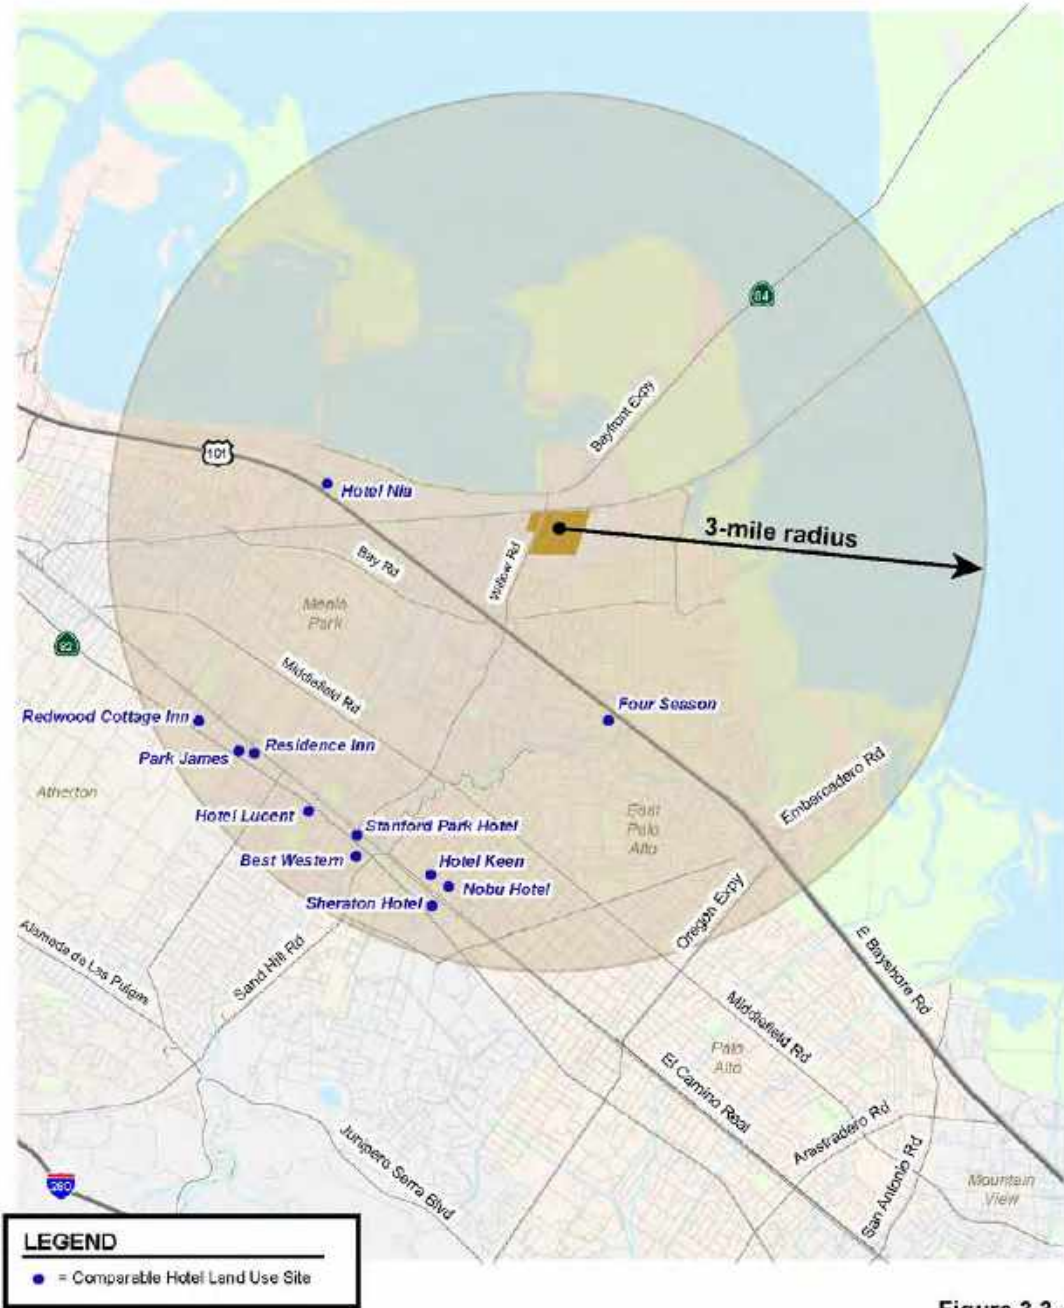 84
Bayfront Expy
101
Hotel Nia
3-mile radius
Willow Rd
Bay Rd
Menlo
Park
82
Middlefield Rd
Four Season
Redwood Cottage Inn
Residence Inn
Park James
Embarcadero Rd
Atherton
Hotel Lucent
East
Palo
Alto
Stanford Park Hotel
Best Western
Hotel Keen
Nobu Hotel
Sheraton Hotel
Oregon Expy
Alameda de Las Pulgas
Sand Hill Rd
E Bayshore Rd
Middlefield Rd
Palo
Alto
El Camino Real
Arastradero Rd
Junipero Serra Blvd
San Antonio Rd
Mountain
View
280
LEGEND
= Comparable Hotel Land Use Site